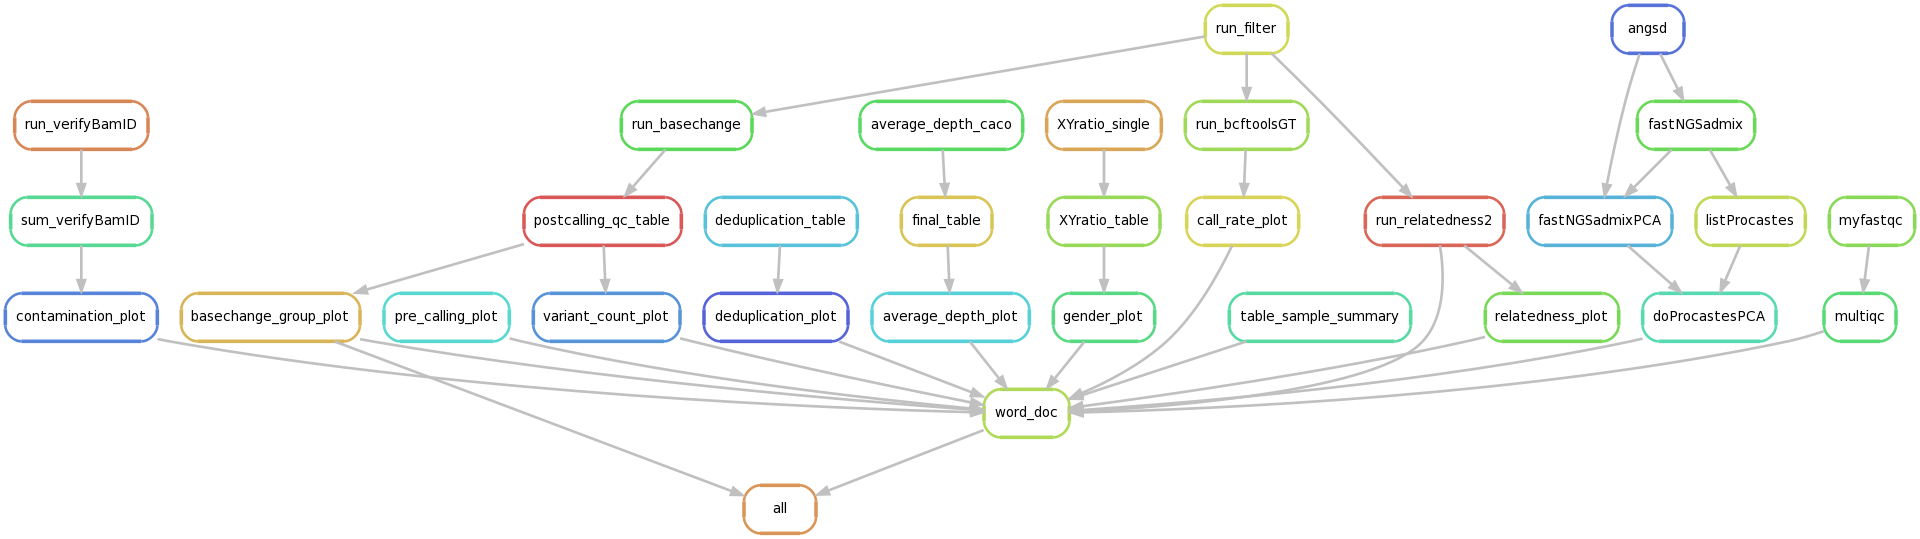 run_filter
angsd
run_verifyBamID
run_basechange
average_depth_caco
XYratio_single
run_bcftoolsGT
fastNGSadmix
sum_verifyBamID
postcalling_qc_table
deduplication_table
final_table
XYratio_table
call_rate_plot
run_relatedness2
fastNGSadmixPCA
listProcastes
myfastqc
contamination_plot
basechange_group_plot
pre_calling_plot
variant_count_plot
deduplication_plot
average_depth_plot
gender_plot
table_sample_summary
relatedness_plot
doProcastesPCA
multiqc
word_doc
all